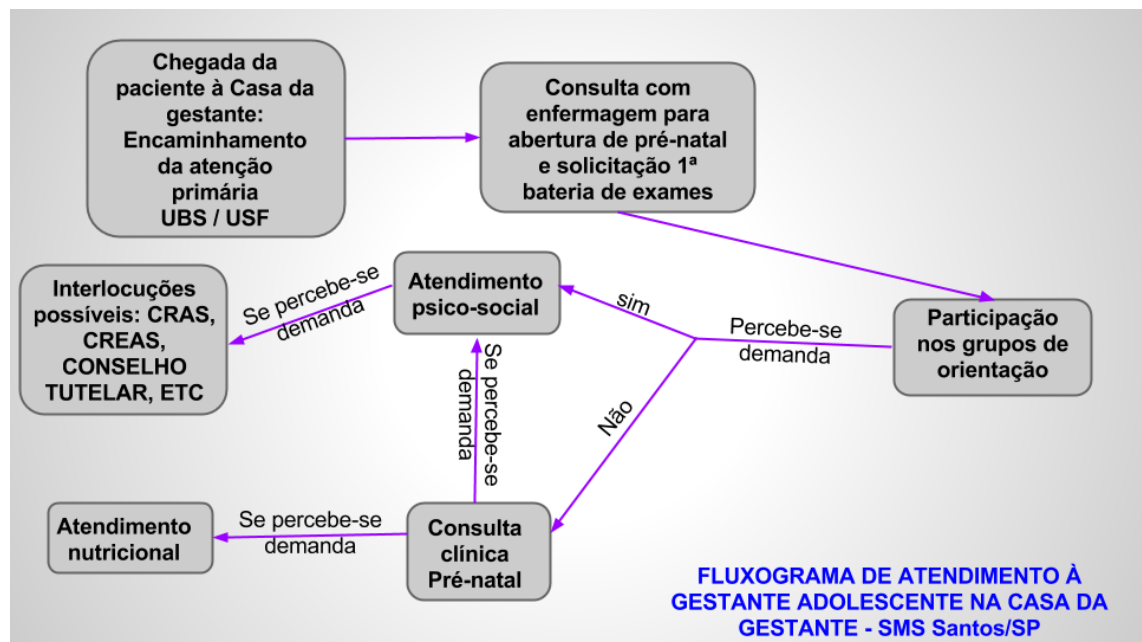 Chegada da
paciente à Casa da
gestante:
Encaminhamento
da atenção
primária
UBS / USF
Consulta com
enfermagem para
abertura de pré-natal
e solicitação 1ª
bateria de exames
Interlocuções
possíveis: CRAS,
CREAS,
CONSELHO
TUTELAR, ETC
Se percebe-se
demanda
Atendimento
psico-social
sim
Percebe-se
demanda
Participação
nos grupos de
orientação
Não
Se percebe-se
demanda
Atendimento
nutricional
Se percebe-se
demanda
Consulta
clínica
Pré-natal
FLUXOGRAMA DE ATENDIMENTO À
GESTANTE ADOLESCENTE NA CASA DA
GESTANTE - SMS Santos/SP